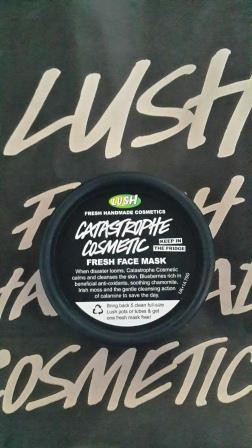 LUSH
LUSH
FRESH HANDMADE COSMETICS
CATASTROPHE
COSMETIC
KEEP IN
THE FRIDGE
FRESH FACE MASK
When disaster looms, Catastrophe Cosmetic
calms and cleanses the skin. Blueberries rich in
beneficial anti-oxidants, soothing chamomile,
Irish moss and the gentle cleansing action
of calamine to save the day.
Bring back 5 clean full-size
Lush pots or tubes & get
one fresh mask free!
COSMETIC